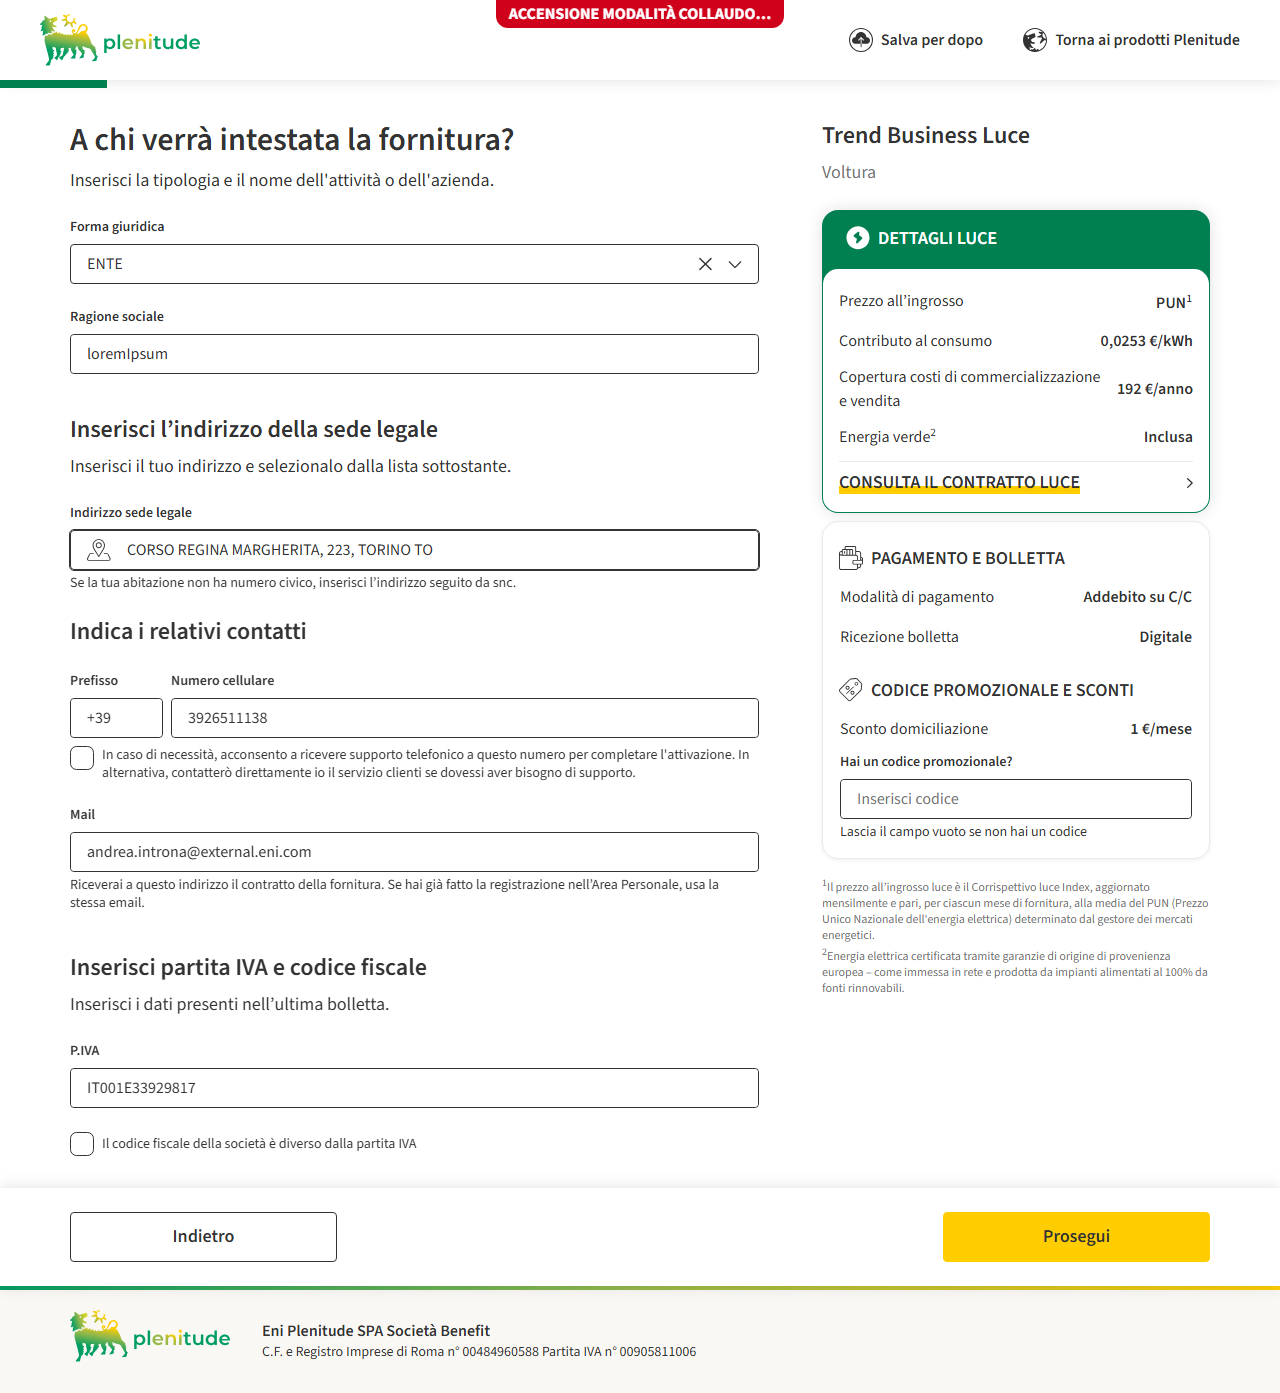 ACCENSIONE MODALITÀ COLLAUDO...
plenitude
Salva per dopo
Torna ai prodotti Plenitude
A chi verrà intestata la fornitura?
Inserisci la tipologia e il nome dell'attività o dell'azienda.
Forma giuridica
ENTE
Ragione sociale
loremIpsum
Inserisci l’indirizzo della sede legale
Inserisci il tuo indirizzo e selezionalo dalla lista sottostante.
Indirizzo sede legale
CORSO REGINA MARGHERITA, 223, TORINO TO
Se la tua abitazione non ha numero civico, inserisci l’indirizzo seguito da snc.
Indica i relativi contatti
Prefisso
Numero cellulare
+39
3926511138
In caso di necessità, acconsento a ricevere supporto telefonico a questo numero per completare l'attivazione. In
alternativa, contatterò direttamente io il servizio clienti se dovessi aver bisogno di supporto.
Mail
andrea.introna@external.eni.com
Riceverai a questo indirizzo il contratto della fornitura. Se hai già fatto la registrazione nell’Area Personale, usa la
stessa email.
Inserisci partita IVA e codice fiscale
Inserisci i dati presenti nell’ultima bolletta.
P.IVA
IT001E33929817
Il codice fiscale della società è diverso dalla partita IVA
Trend Business Luce
Voltura
DETTAGLI LUCE
Prezzo all’ingrosso
PUN¹
Contributo al consumo
0,0253 €/kWh
Copertura costi di commercializzazione
e vendita
192 €/anno
Energia verde²
Inclusa
CONSULTA IL CONTRATTO LUCE
PAGAMENTO E BOLLETTA
Modalità di pagamento
Addebito su C/C
Ricezione bolletta
Digitale
CODICE PROMOZIONALE E SCONTI
Sconto domiciliazione
1 €/mese
Hai un codice promozionale?
Inserisci codice
Lascia il campo vuoto se non hai un codice
¹Il prezzo all’ingrosso luce è il Corrispettivo luce Index, aggiornato
mensilmente e pari, per ciascun mese di fornitura, alla media del PUN (Prezzo
Unico Nazionale dell'energia elettrica) determinato dal gestore dei mercati
energetici.
²Energia elettrica certificata tramite garanzie di origine di provenienza
europea – come immessa in rete e prodotta da impianti alimentati al 100% da
fonti rinnovabili.
Indietro
Prosegui
plenitude
Eni Plenitude SPA Società Benefit
C.F. e Registro Imprese di Roma n° 00484960588 Partita IVA n° 00905811006